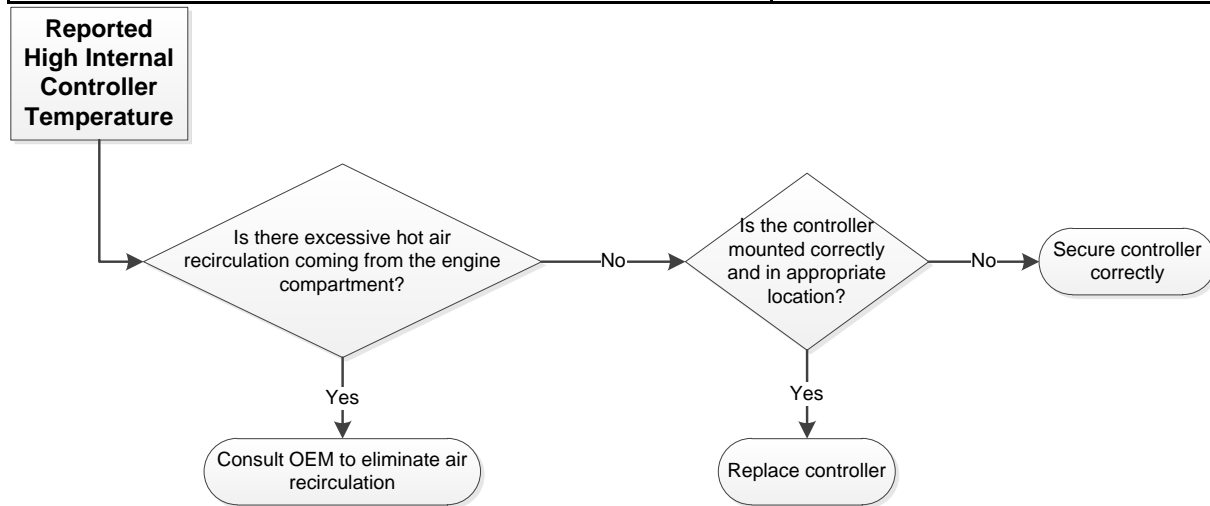 Reported
High Internal
Controller
Temperature
Is there excessive hot air
recirculation coming from the engine
compartment?
No
Is the controller
mounted correctly
and in appropriate
location?
No
Secure controller
correctly
Yes
Consult OEM to eliminate air
recirculation
Yes
Replace controller